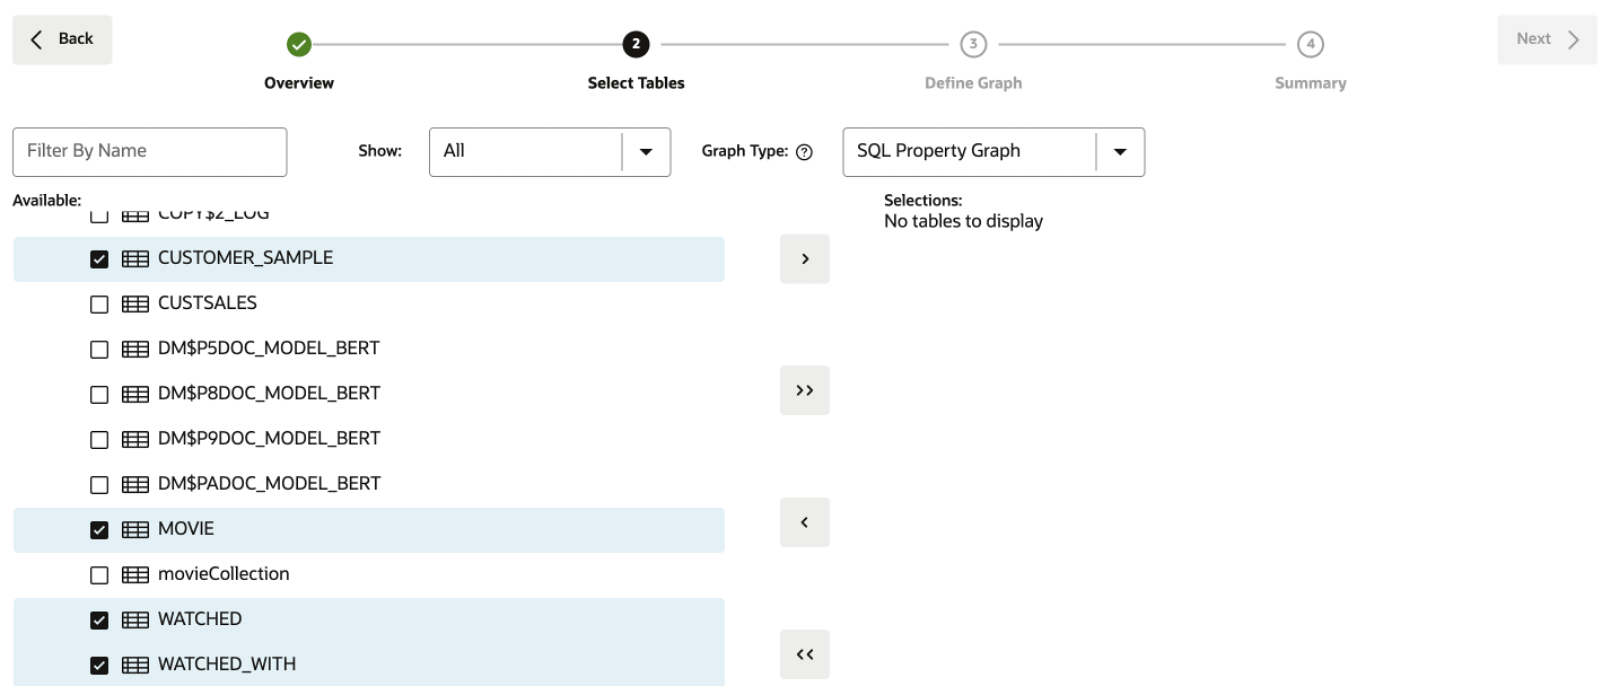 Back
2
3
4
Next
Overview
Select Tables
Define Graph
Summary
Filter By Name
Show:
All
Graph Type: ?
SQL Property Graph
Available:
Selections:
No tables to display
COPY$2_LOG
CUSTOMER_SAMPLE
CUSTSALES
DM$P5DOC_MODEL_BERT
DM$P8DOC_MODEL_BERT
DM$P9DOC_MODEL_BERT
DM$PADOC_MODEL_BERT
MOVIE
movieCollection
WATCHED
WATCHED_WITH